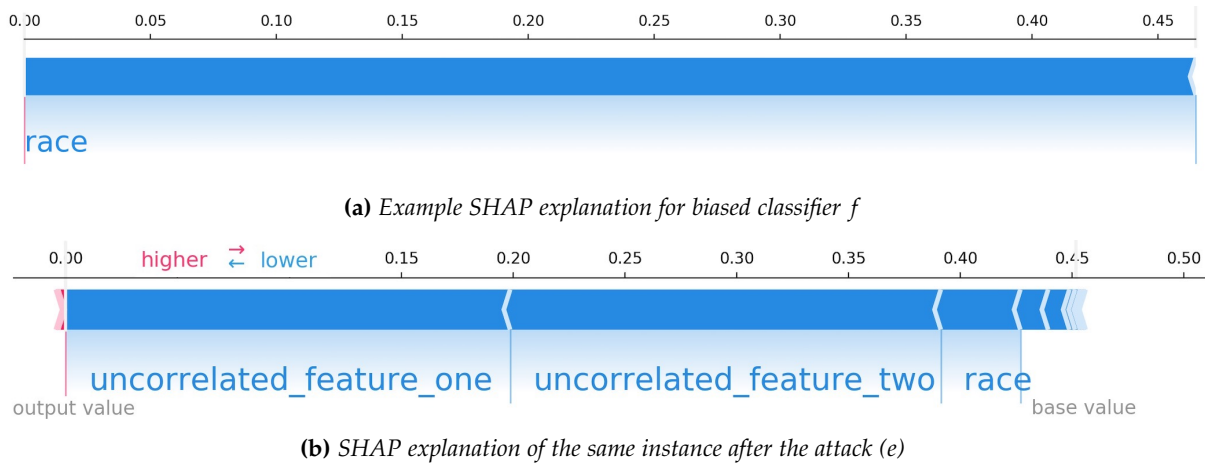 0.00 0.05 0.10 0.15 0.20 0.25 0.30 0.35 0.40 0.45
race
(a) Example SHAP explanation for biased classifier f
0.00 higher → ← lower 0.15 0.20 0.25 0.30 0.35 0.40 0.45 0.50
uncorrelated_feature_one uncorrelated_feature_two race
output value base value
(b) SHAP explanation of the same instance after the attack (e)